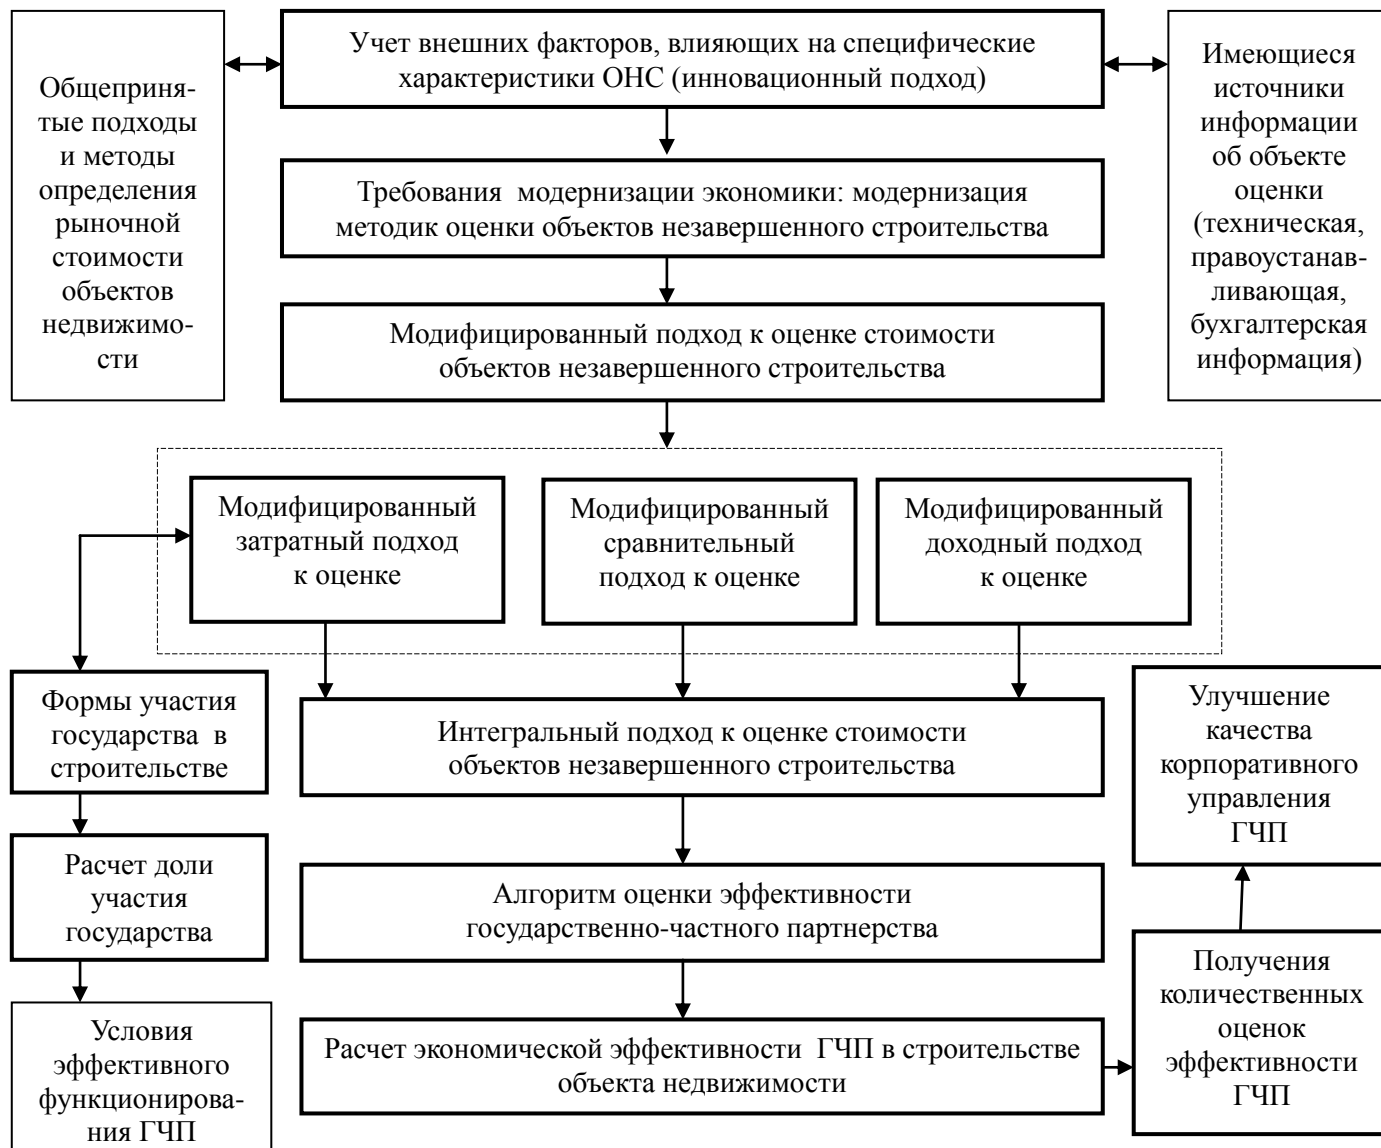 Общеприня-
тые подходы
и методы
определения
рыночной
стоимости
объектов
недвижимо-
сти
Учет внешних факторов, влияющих на специфические
характеристики ОНС (инновационный подход)
Имеющиеся
источники
информации
об объекте
оценки
(техническая,
правоустанав-
ливающая,
бухгалтерская
информация)
Требования модернизации экономики: модернизация
методик оценки объектов незавершенного строительства
Модифицированный подход к оценке стоимости
объектов незавершенного строительства
Модифицированный
затратный подход
к оценке
Модифицированный
сравнительный
подход к оценке
Модифицированный
доходный подход
к оценке
Формы участия
государства в
строительстве
Интегральный подход к оценке стоимости
объектов незавершенного строительства
Улучшение
качества
корпоративного
управления
ГЧП
Расчет доли
участия
государства
Алгоритм оценки эффективности
государственно-частного партнерства
Получения
количественных
оценок
эффективности
ГЧП
Условия
эффективного
функционирова-
ния ГЧП
Расчет экономической эффективности ГЧП в строительстве
объекта недвижимости